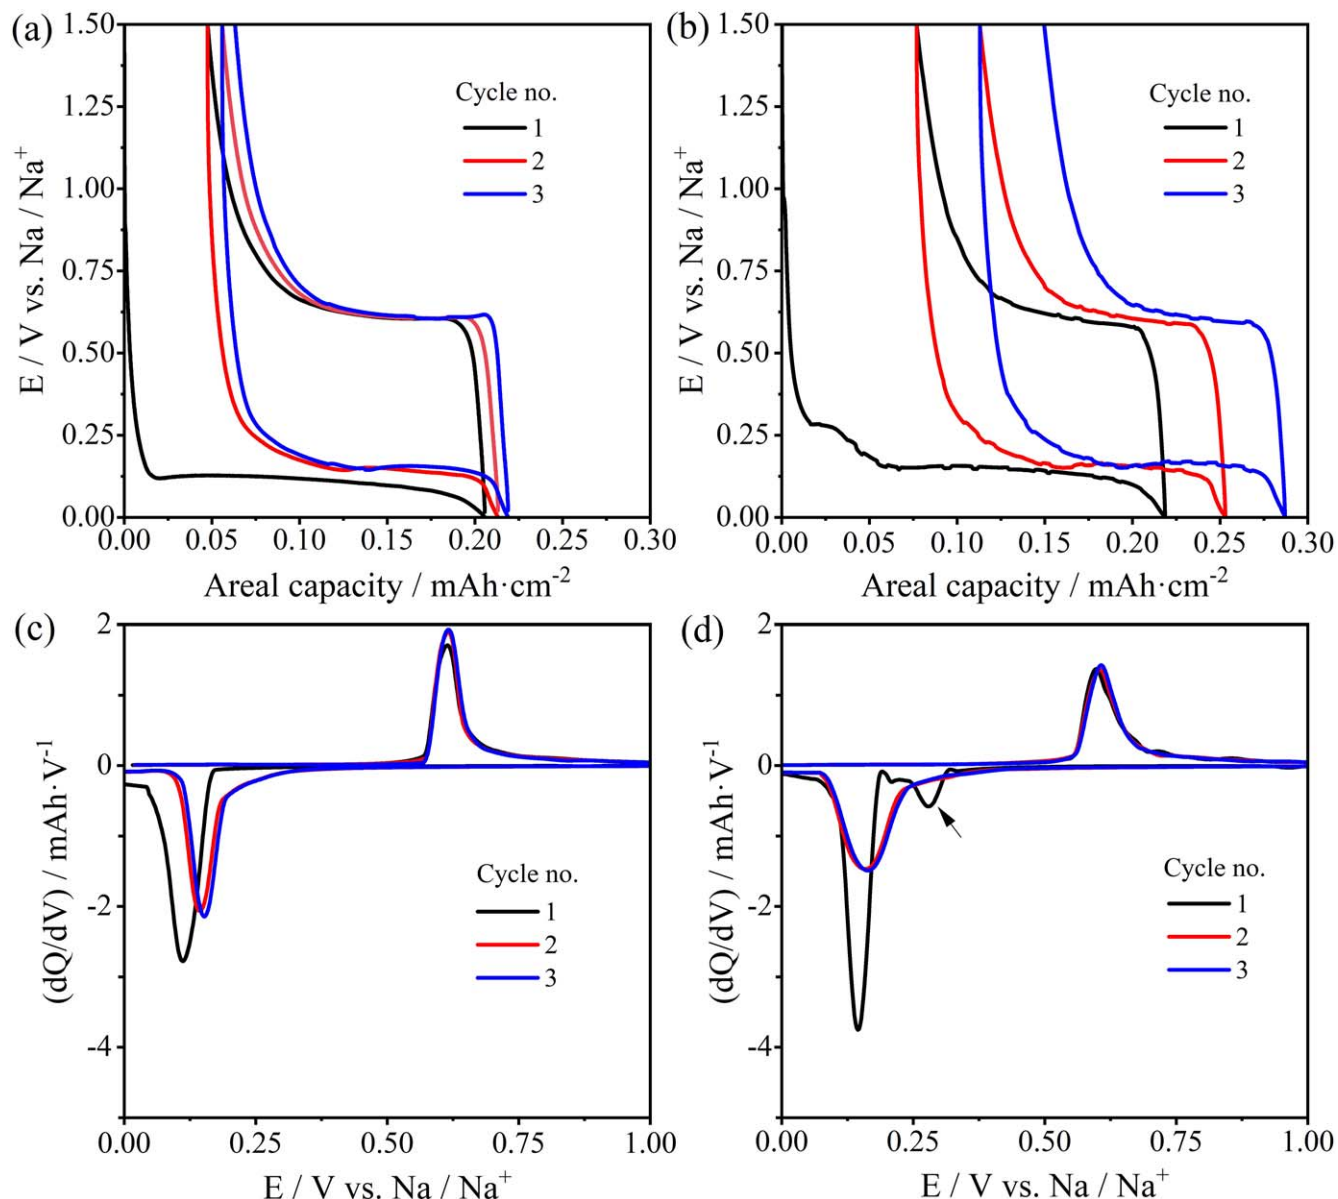 (a)
1.50
1.25
1.00
0.75
0.50
0.25
0.00
E / V vs. Na / Na⁺
Cycle no.
1
2
3
0.00 0.05 0.10 0.15 0.20 0.25 0.30
Areal capacity / mAh·cm⁻²
(b)
1.50
1.25
1.00
0.75
0.50
0.25
0.00
E / V vs. Na / Na⁺
Cycle no.
1
2
3
0.00 0.05 0.10 0.15 0.20 0.25 0.30
Areal capacity / mAh·cm⁻²
(c)
2
0
-2
-4
(dQ/dV) / mAh·V⁻¹
Cycle no.
1
2
3
0.00 0.25 0.50 0.75 1.00
E / V vs. Na / Na⁺
(d)
2
0
-2
-4
(dQ/dV) / mAh·V⁻¹
Cycle no.
1
2
3
0.00 0.25 0.50 0.75 1.00
E / V vs. Na / Na⁺